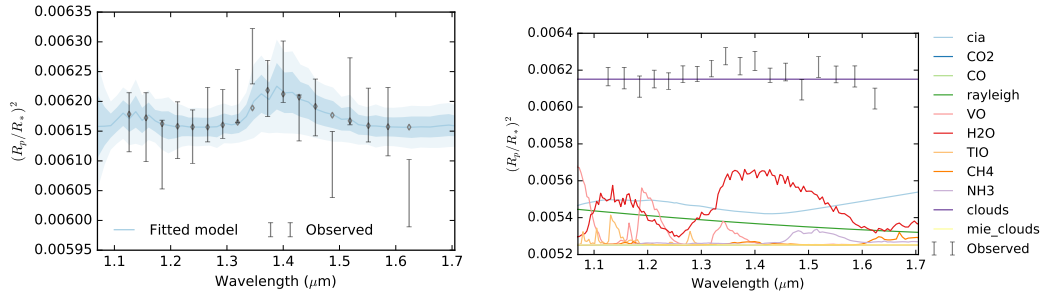 0.00635
0.00630
0.00625
0.00620
0.00615
0.00610
0.00605
0.00600
0.00595
(R_p/R_*)^2
Fitted model
Observed
1.1 1.2 1.3 1.4 1.5 1.6 1.7
Wavelength (μm)
0.0064
0.0062
0.0060
0.0058
0.0056
0.0054
0.0052
(R_p/R_*)^2
1.1 1.2 1.3 1.4 1.5 1.6 1.7
Wavelength (μm)
cia
CO2
CO
rayleigh
VO
H2O
TIO
CH4
NH3
clouds
mie_clouds
Observed